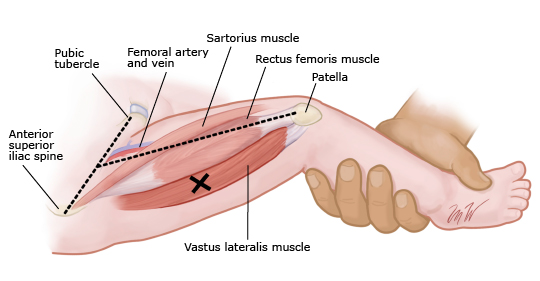 Sartorius muscle
Pubic
tubercle
Femoral artery
and vein
Rectus femoris muscle
Patella
Anterior
superior
iliac spine
Vastus lateralis muscle